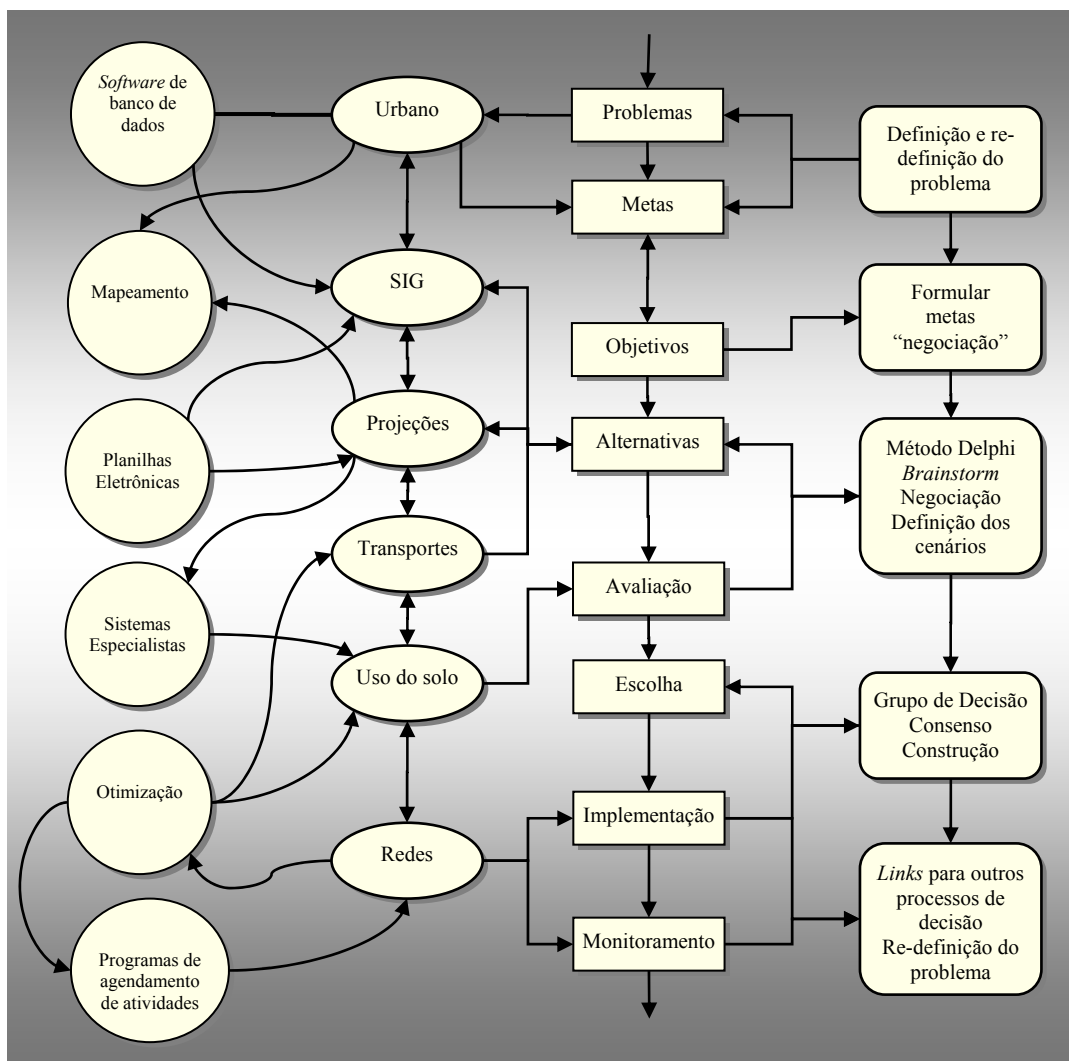 Software de
banco de
dados
Mapeamento
Planilhas
Eletrônicas
Sistemas
Especialistas
Otimização
Programas de
agendamento
de atividades
Urbano
SIG
Projeções
Transportes
Uso do solo
Redes
Problemas
Metas
Objetivos
Alternativas
Avaliação
Escolha
Implementação
Monitoramento
Definição e re-
definição do
problema
Formular
metas
“negociação”
Método Delphi
Brainstorm
Negociação
Definição dos
cenários
Grupo de Decisão
Consenso
Construção
Links para outros
processos de
decisão
Re-definição do
problema